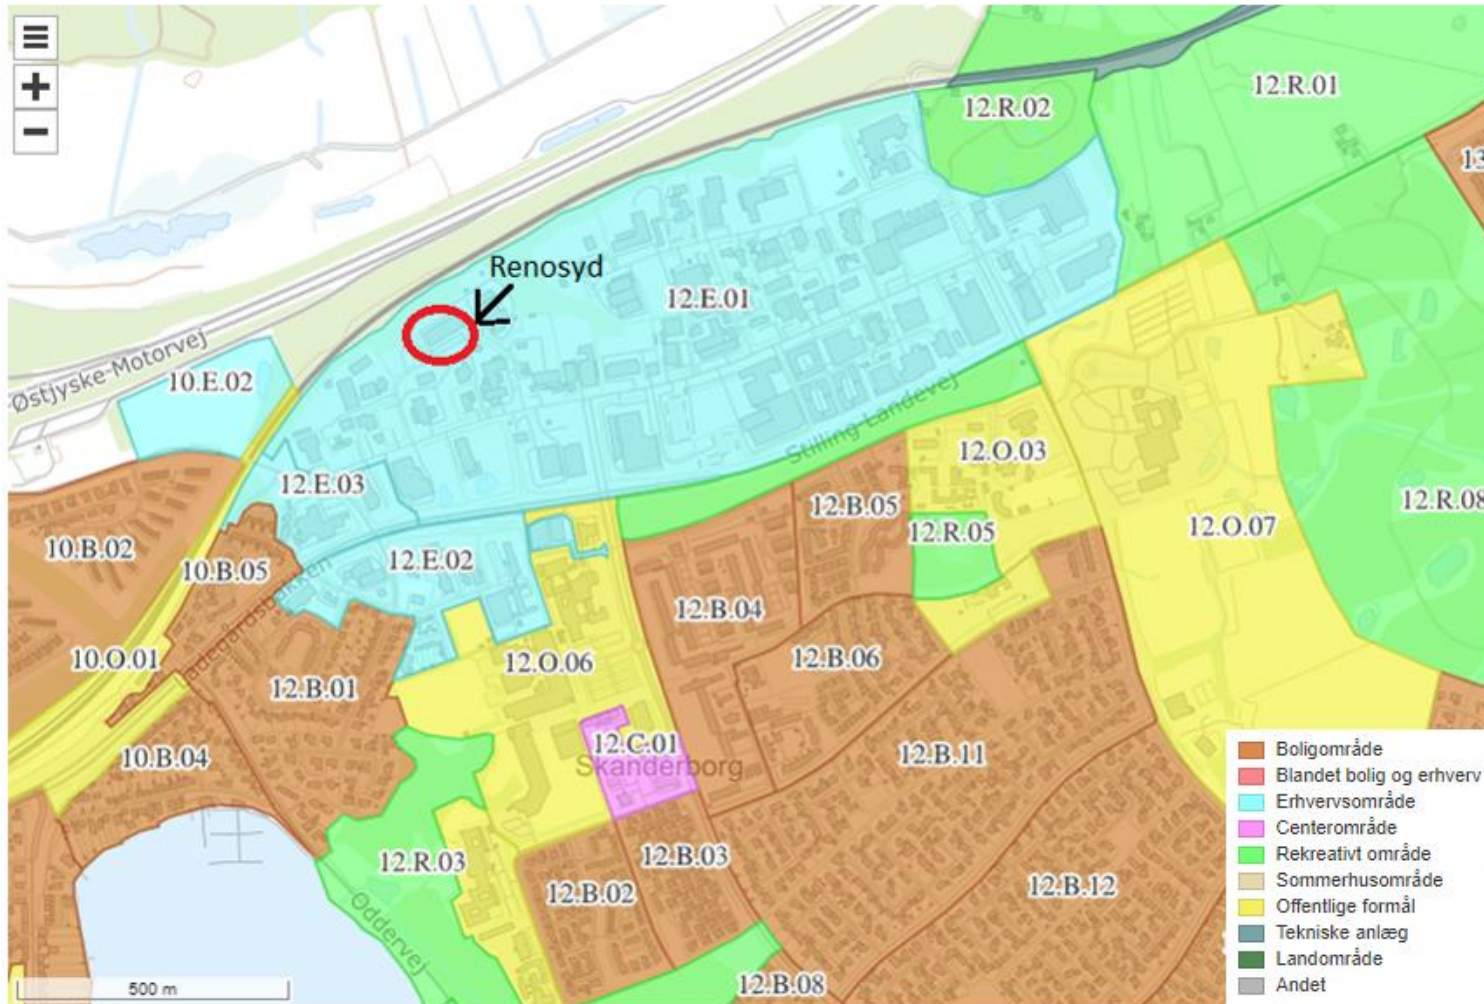 12.R.01
12.R.02
13
Renosyd
12.E.01
Østjyske-Motorvej
10.E.02
Stilling Landevej
12.E.03
12.O.03
12.B.05
12.R.08
12.R.05
12.O.07
10.B.02
12.E.02
10.B.05
12.B.04
12.B.06
10.O.01
12.O.06
12.B.01
12.C.01
10.B.04
Skanderborg
12.B.11
12.R.03
12.B.03
12.B.02
12.B.12
Oddervej
12.B.08
500 m
Boligområde
Blandet bolig og erhverv
Erhvervsområde
Centerområde
Rekreativt område
Sommerhusområde
Offentlige formål
Tekniske anlæg
Landområde
Andet